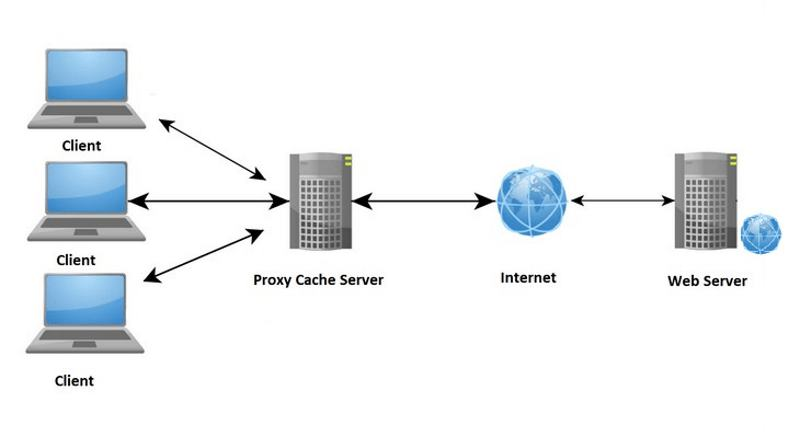 Client
Client
Client
Proxy Cache Server
Internet
Web Server